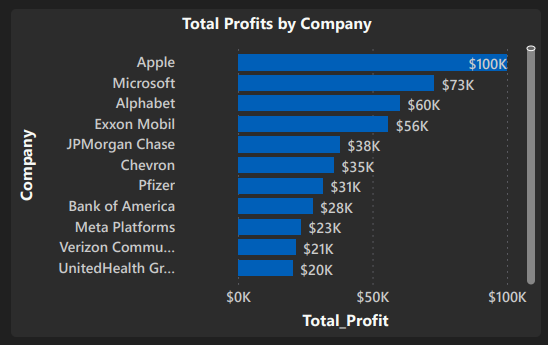 Total Profits by Company
Company
Apple $100K
Microsoft $73K
Alphabet $60K
Exxon Mobil $56K
JPMorgan Chase $38K
Chevron $35K
Pfizer $31K
Bank of America $28K
Meta Platforms $23K
Verizon Commu... $21K
UnitedHealth Gr... $20K
$0K $50K $100K
Total_Profit